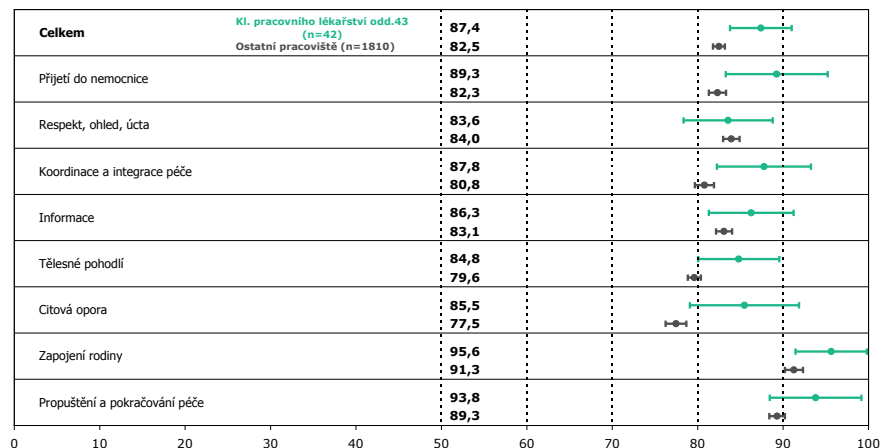 Kl. pracovního lékařství odd.43
(n=42)
Celkem
87,4
Ostatní pracoviště (n=1810)
82,5
89,3
Přijetí do nemocnice
82,3
83,6
Respekt, ohled, úcta
84,0
87,8
Koordinace a integrace péče
80,8
86,3
Informace
83,1
84,8
Tělesné pohodlí
79,6
85,5
Citová opora
77,5
95,6
Zapojení rodiny
91,3
93,8
Propuštění a pokračování péče
89,3
0 10 20 30 40 50 60 70 80 90 100